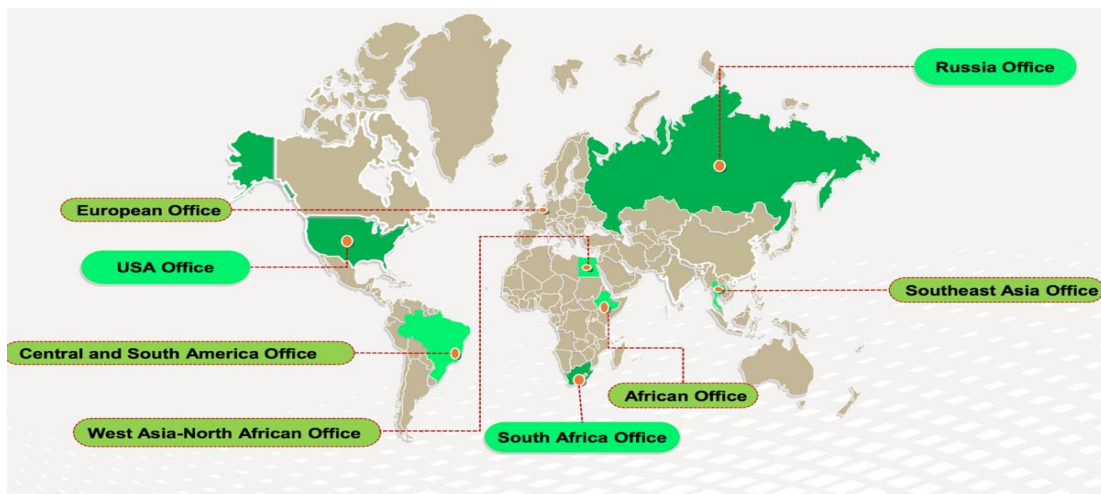 Russia Office
European Office
USA Office
Southeast Asia Office
Central and South America Office
African Office
West Asia-North African Office
South Africa Office